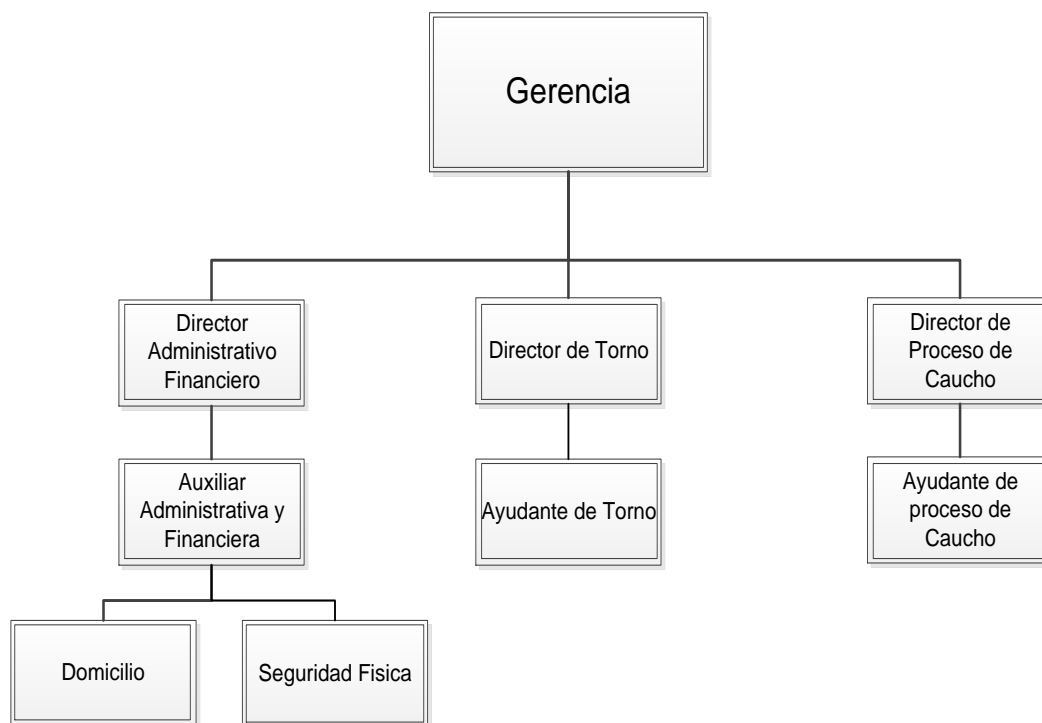 Gerencia
Director
Administrativo
Financiero
Director de Torno
Director de
Proceso de
Caucho
Auxiliar
Administrativa y
Financiera
Ayudante de Torno
Ayudante de
proceso de
Caucho
Domicilio
Seguridad Fisica